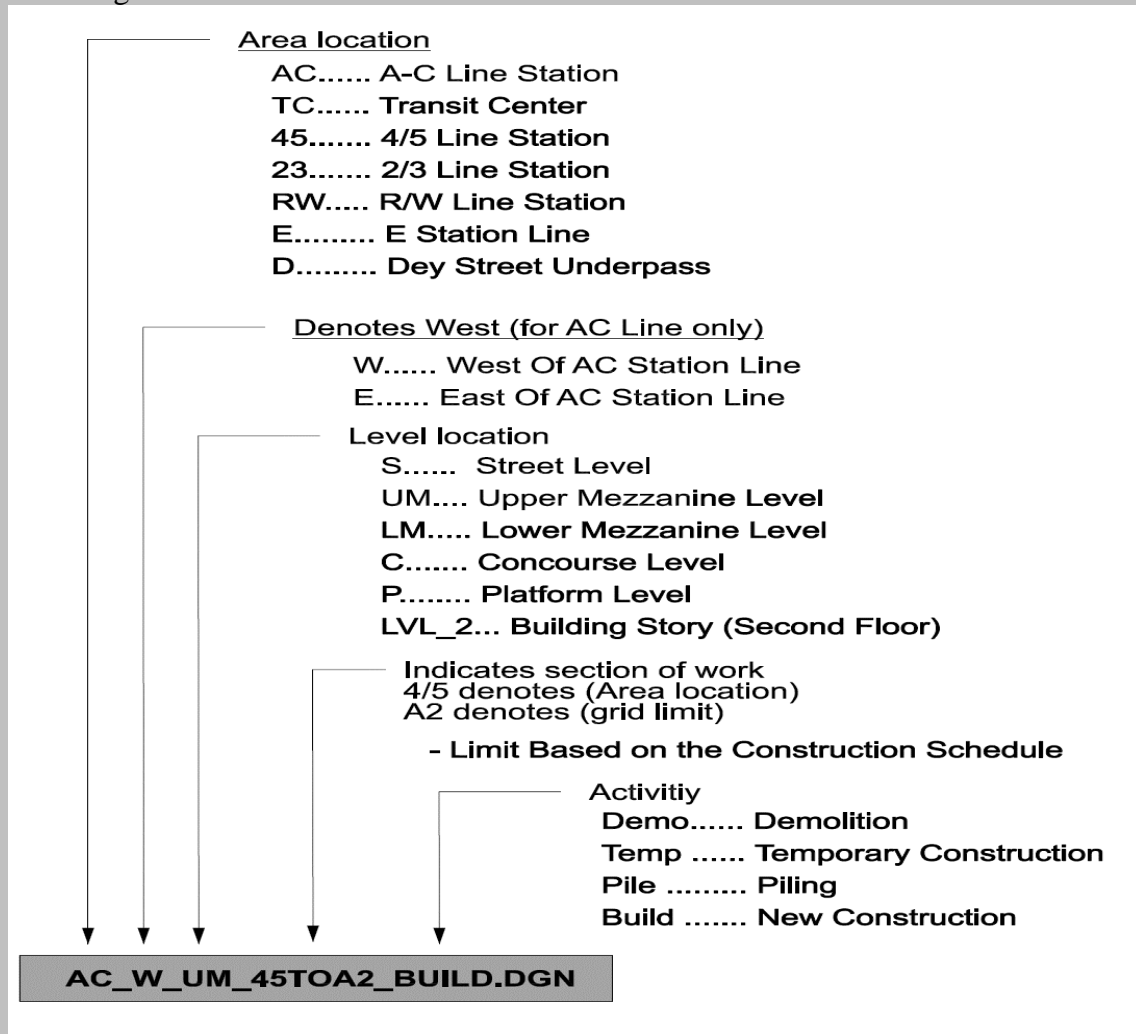 Area location
AC...... A-C Line Station
TC...... Transit Center
45....... 4/5 Line Station
23....... 2/3 Line Station
RW..... R/W Line Station
E......... E Station Line
D......... Dey Street Underpass
Denotes West (for AC Line only)
W...... West Of AC Station Line
E...... East Of AC Station Line
Level location
S...... Street Level
UM.... Upper Mezzanine Level
LM..... Lower Mezzanine Level
C....... Concourse Level
P........ Platform Level
LVL_2... Building Story (Second Floor)
Indicates section of work
4/5 denotes (Area location)
A2 denotes (grid limit)
- Limit Based on the Construction Schedule
Activitiy
Demo...... Demolition
Temp ...... Temporary Construction
Pile ......... Piling
Build ....... New Construction
AC_W_UM_45TOA2_BUILD.DGN